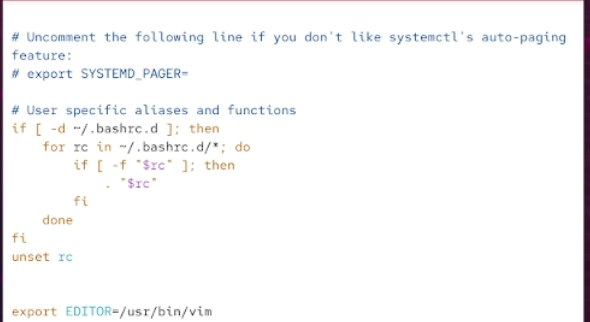 # Uncomment the following line if you don't like systemctl's auto-paging
feature:
# export SYSTEMD_PAGER=
# User specific aliases and functions
if [ -d ~/.bashrc.d ]; then
    for rc in ~/.bashrc.d/*; do
        if [ -f "$rc" ]; then
            . "$rc"
        fi
    done
fi
unset rc
export EDITOR=/usr/bin/vim